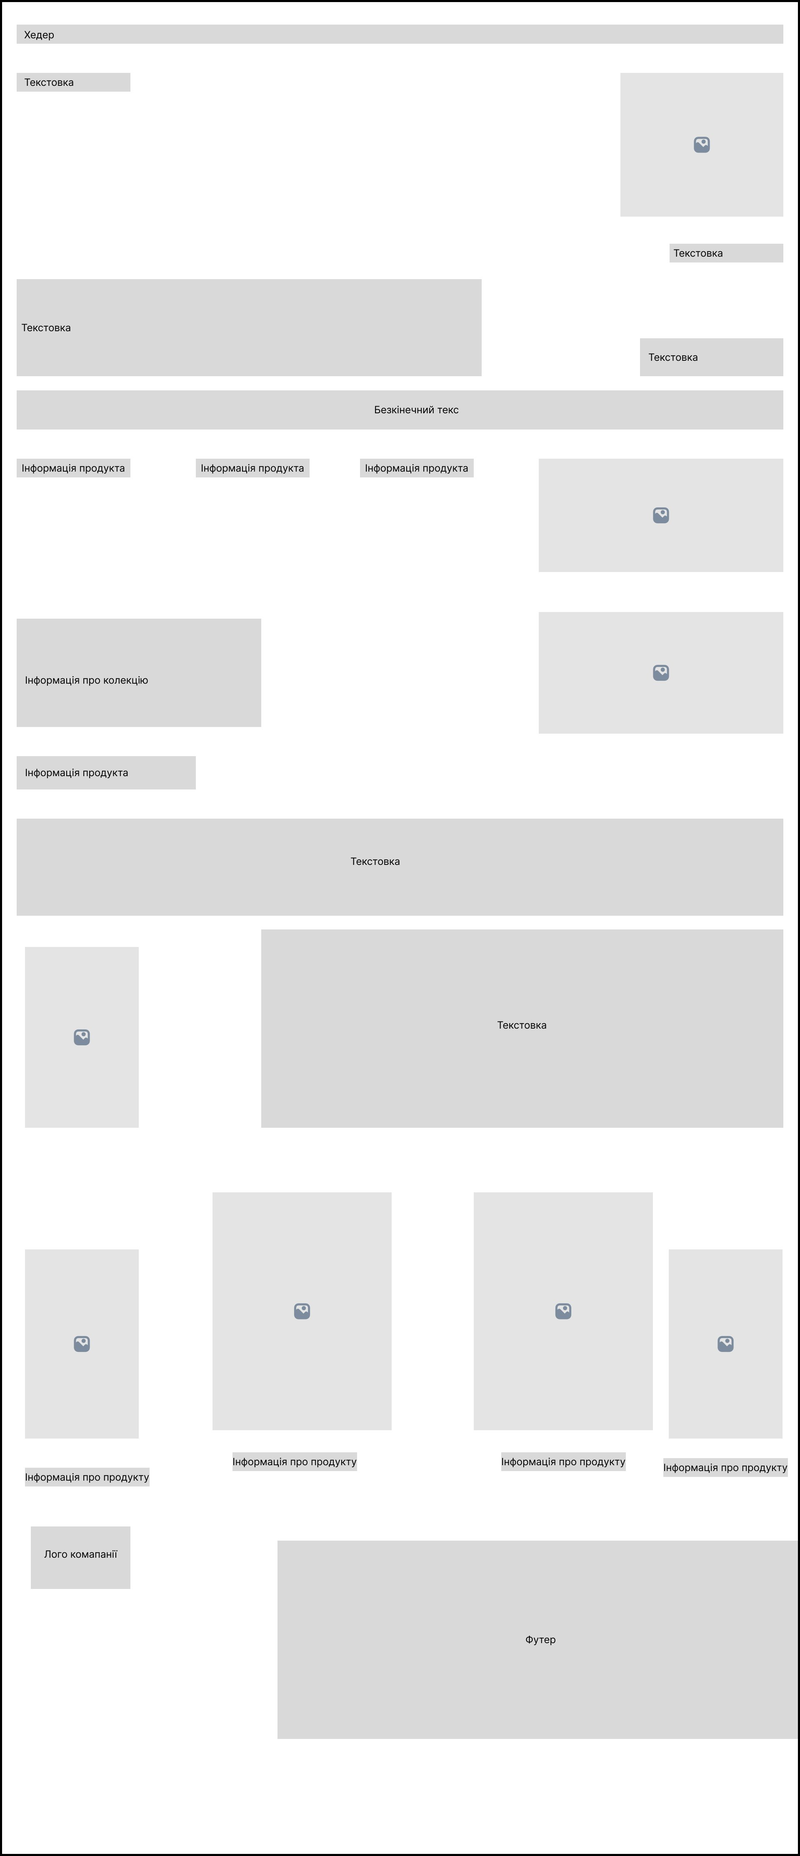 Хедер
Текстовка
Текстовка
Текстовка
Текстовка
Безкінечний текс
Інформація продукта
Інформація продукта
Інформація продукта
Інформація про колекцію
Інформація продукта
Текстовка
Текстовка
Інформація про продукту
Інформація про продукту
Інформація про продукту
Інформація про продукту
Лого комапанії
Футер